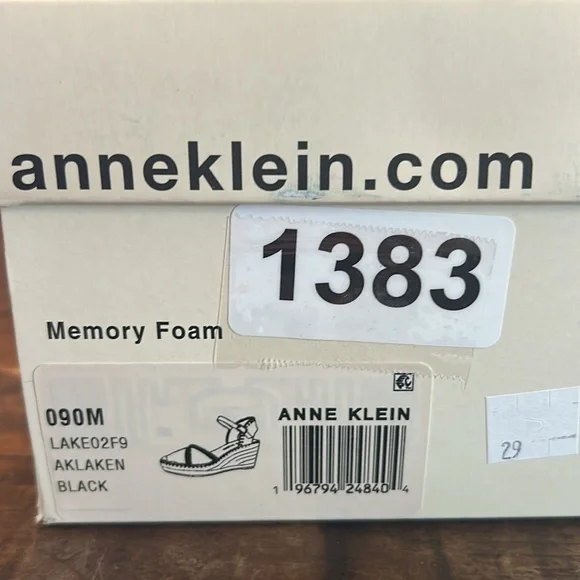 anneklein.com
1383
Memory Foam
090M
LAKE02F9
AKLAKEN
BLACK
ANNE KLEIN
1 96794 24840 4
29